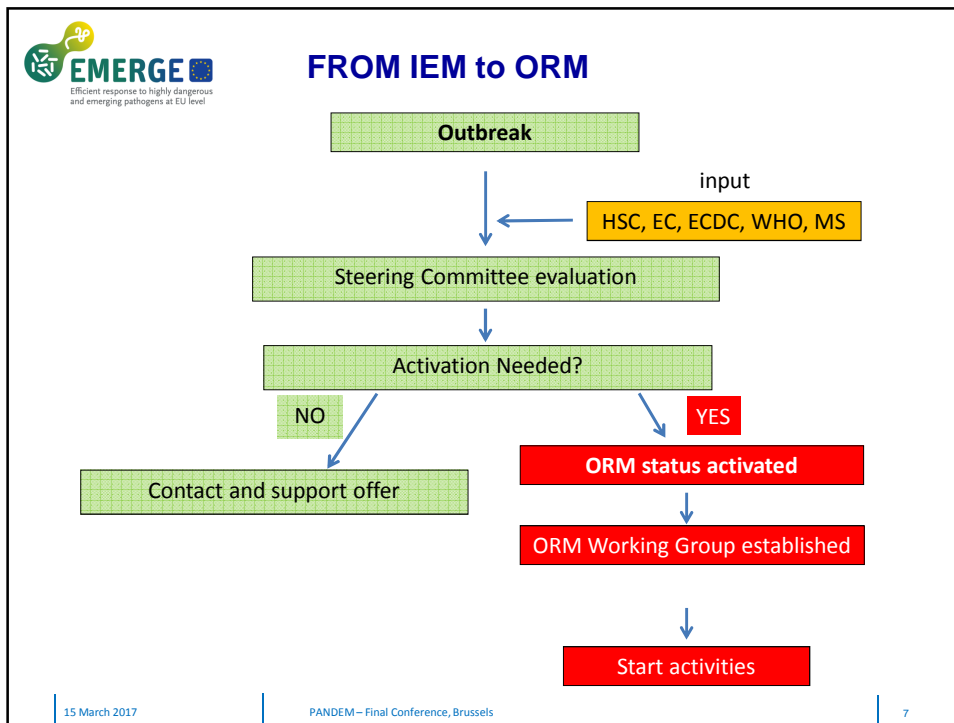 EMERGE
Efficient response to highly dangerous
and emerging pathogens at EU level
FROM IEM to ORM
Outbreak
input
HSC, EC, ECDC, WHO, MS
Steering Committee evaluation
Activation Needed?
NO
YES
ORM status activated
Contact and support offer
ORM Working Group established
Start activities
15 March 2017
PANDEM – Final Conference, Brussels
7